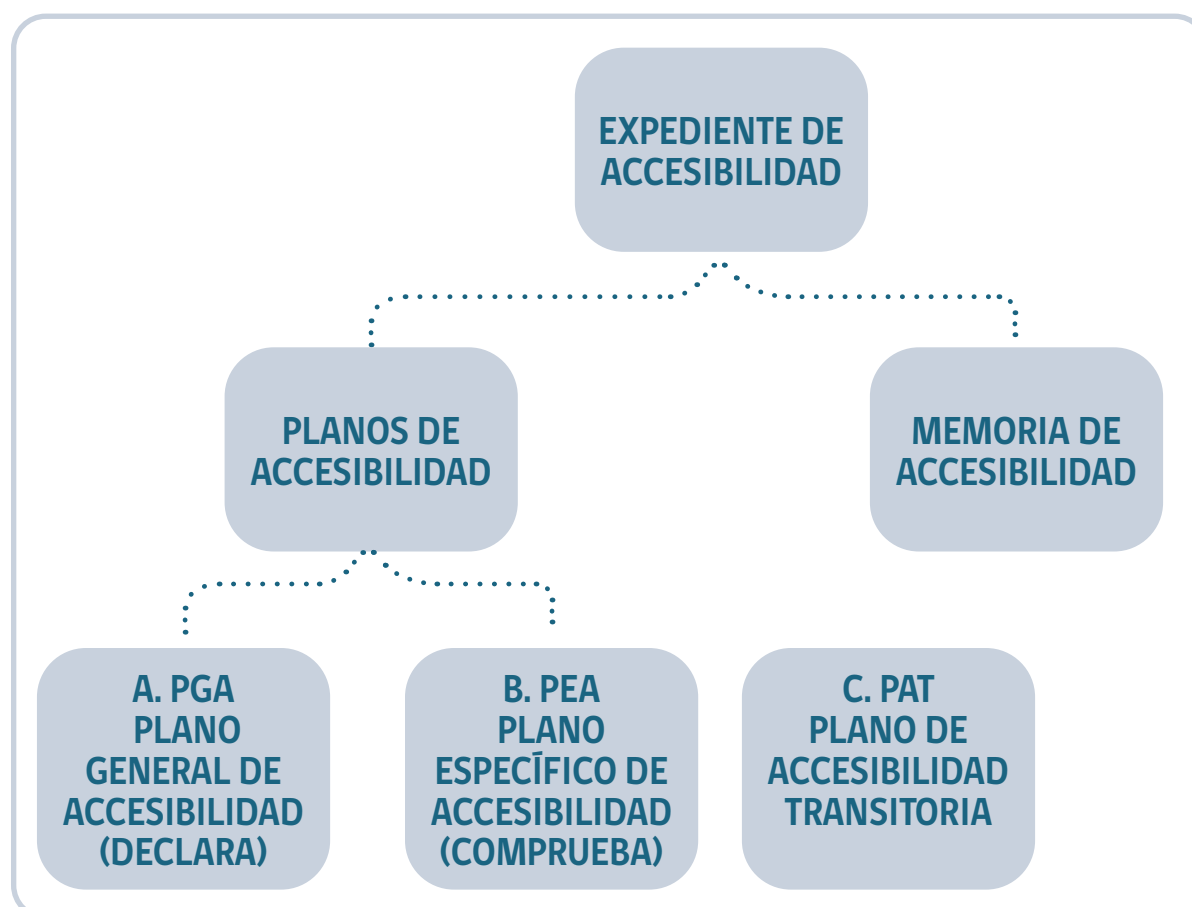 EXPEDIENTE DE
ACCESIBILIDAD
PLANOS DE
ACCESIBILIDAD
MEMORIA DE
ACCESIBILIDAD
A. PGA
PLANO
GENERAL DE
ACCESIBILIDAD
(DECLARA)
B. PEA
PLANO
ESPECÍFICO DE
ACCESIBILIDAD
(COMPRUEBA)
C. PAT
PLANO DE
ACCESIBILIDAD
TRANSITORIA